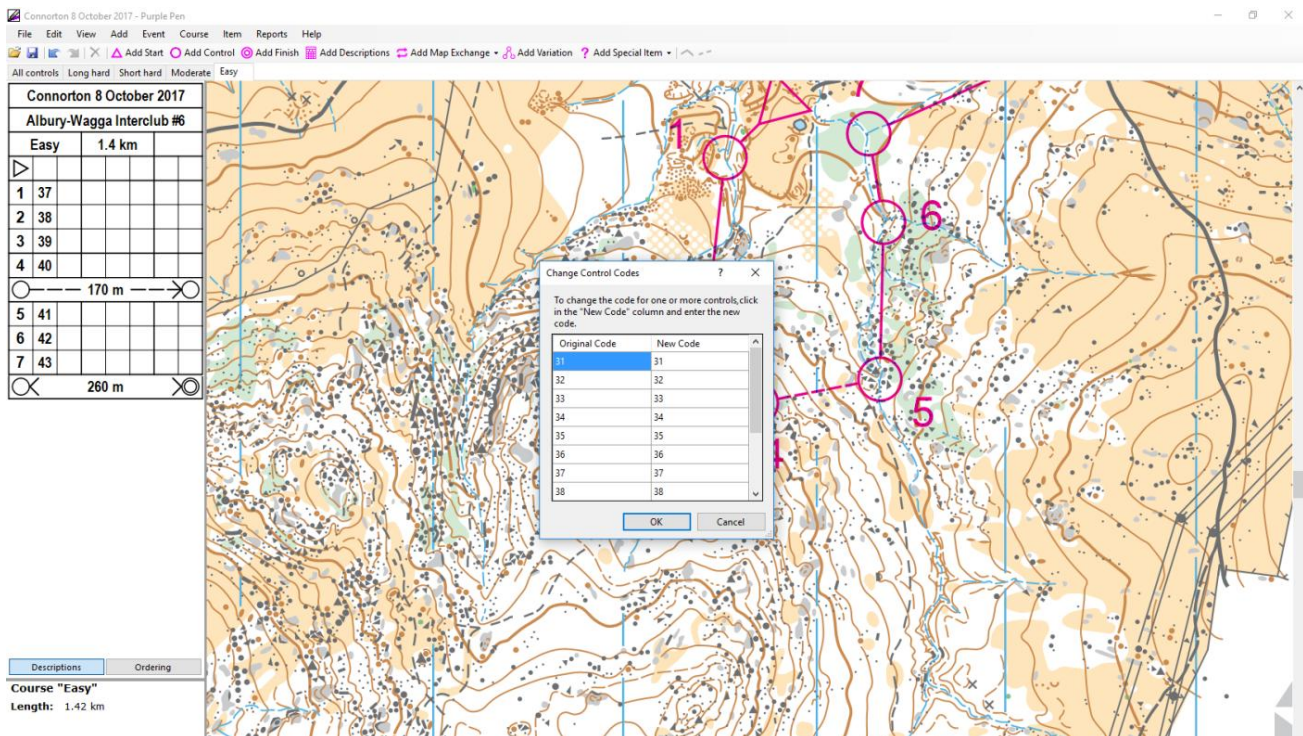 Connorton 8 October 2017 - Purple Pen
File Edit View Add Event Course Item Reports Help
Add Start Add Control Add Finish Add Descriptions Add Map Exchange Add Variation ? Add Special Item
All controls Long hard Short hard Moderate Easy
Connorton 8 October 2017
Albury-Wagga Interclub #6
Easy 1.4 km
1 37
2 38
3 39
4 40
170 m
5 41
6 42
7 43
260 m
Descriptions Ordering
Course "Easy"
Length: 1.42 km
1
7
6
5
4
Change Control Codes ? X
To change the code for one or more controls,click
in the "New Code" column and enter the new
code.
Original Code New Code
31 31
32 32
33 33
34 34
35 35
36 36
37 37
38 38
OK Cancel